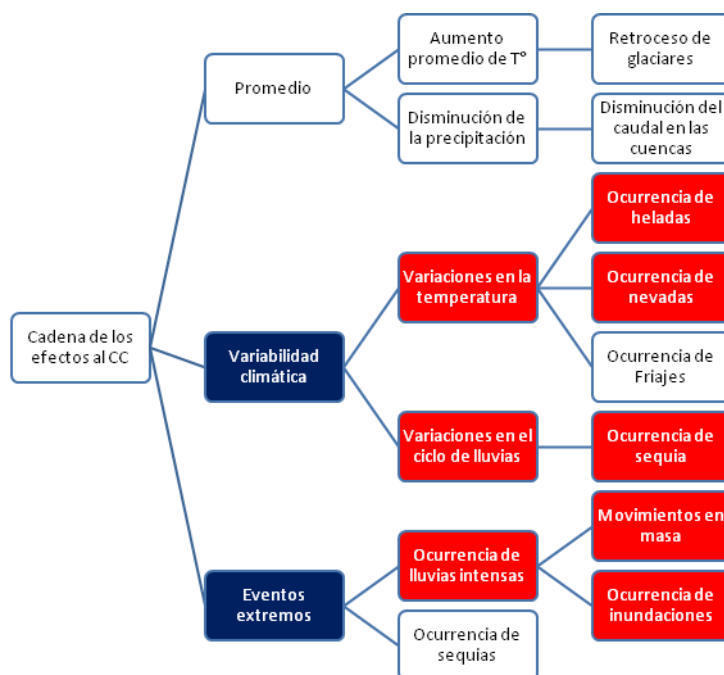 Aumento
promedio de T°
Retroceso de
glaciares
Promedio
Disminución de
la precipitación
Disminución del
caudal en las
cuencas
Ocurrencia de
heladas
Variaciones en la
temperatura
Ocurrencia de
nevadas
Cadena de los
efectos al CC
Variabilidad
climática
Ocurrencia de
Friajes
Variaciones en el
ciclo de lluvias
Ocurrencia de
sequia
Movimientos en
masa
Ocurrencia de
lluvias intensas
Eventos
extremos
Ocurrencia de
inundaciones
Ocurrencia de
sequias